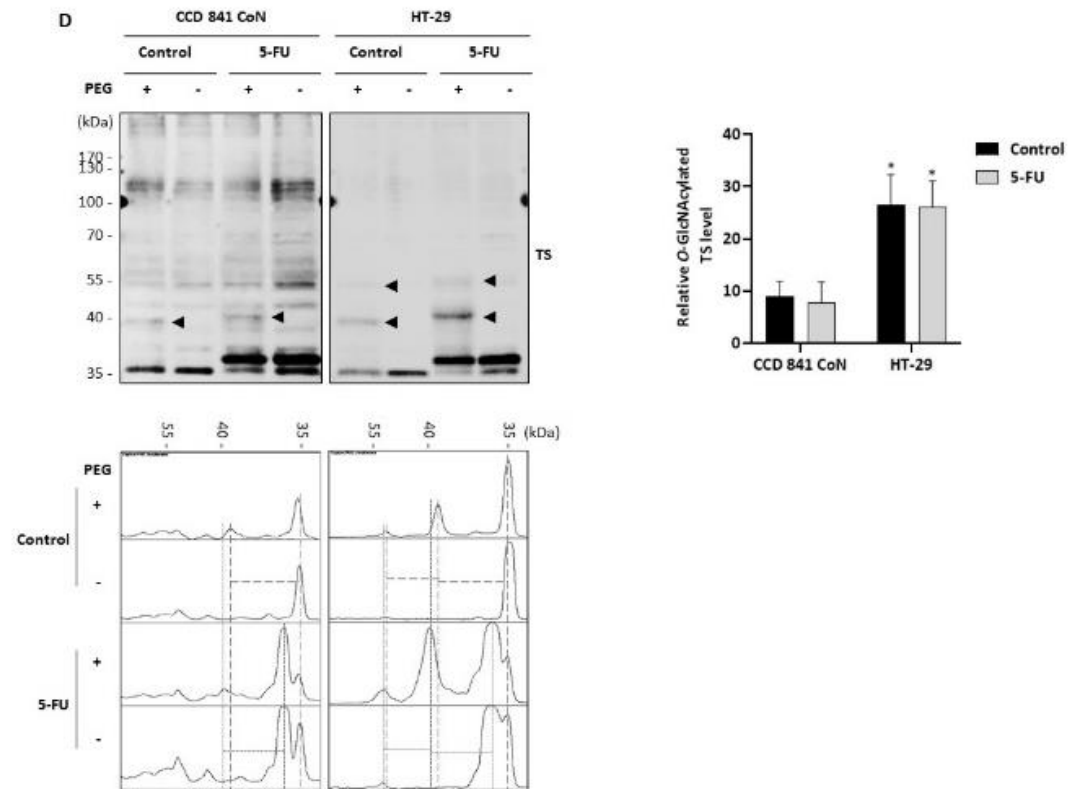 D
CCD 841 CoN HT-29
Control 5-FU Control 5-FU
PEG + - + - + - + -
(kDa)
170 -
130 -
100 -
70 -
55 -
40 -
35 -
TS
40
30
20
10
0
Relative O-GlcNAcylated
TS level
* *
CCD 841 CoN HT-29
Control
5-FU
55 - 40 - 35 - 55 - 40 - 35 - (kDa)
PEG
+
Control
-
+
5-FU
-